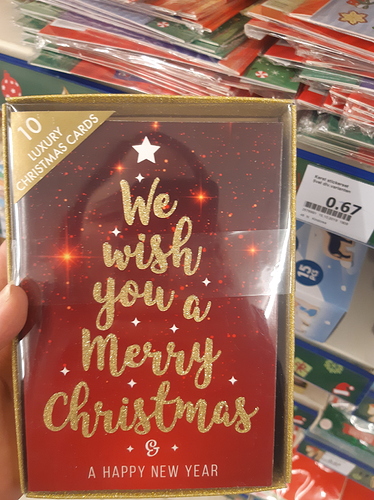 10
LUXURY
CHRISTMAS CARDS
We
wish
you a
Merry
Christmas
&
A HAPPY NEW YEAR
0.67